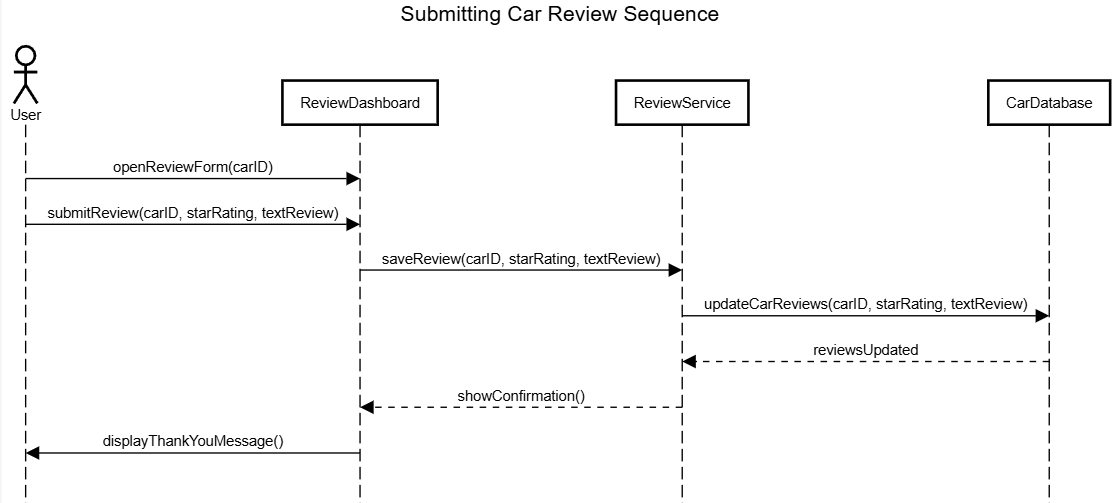 Submitting Car Review Sequence
User
ReviewDashboard
ReviewService
CarDatabase
openReviewForm(carID)
submitReview(carID, starRating, textReview)
saveReview(carID, starRating, textReview)
updateCarReviews(carID, starRating, textReview)
reviewsUpdated
showConfirmation()
displayThankYouMessage()